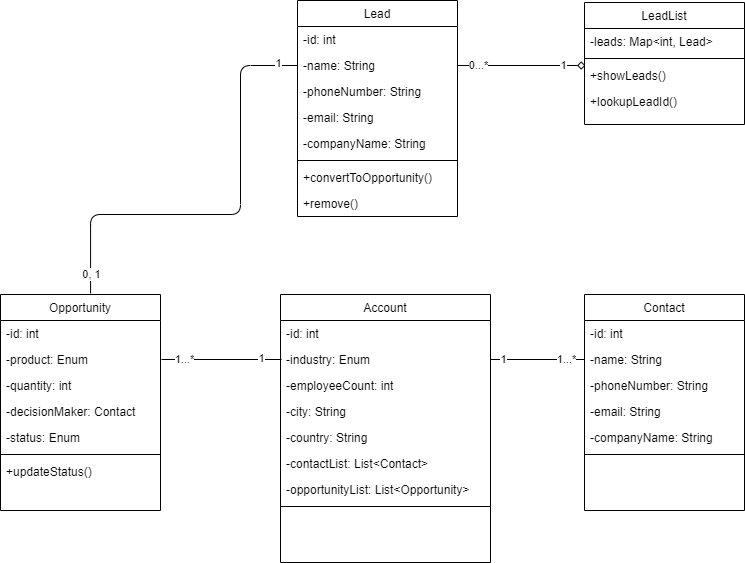 Lead
-id: int
-name: String
-phoneNumber: String
-email: String
-companyName: String
+convertToOpportunity()
+remove()
LeadList
-leads: Map<int, Lead>
+showLeads()
+lookupLeadId()
1
0...*
1
0, 1
Opportunity
-id: int
-product: Enum
-quantity: int
-decisionMaker: Contact
-status: Enum
+updateStatus()
1...*
1
Account
-id: int
-industry: Enum
-employeeCount: int
-city: String
-country: String
-contactList: List<Contact>
-opportunityList: List<Opportunity>
1
1...*
Contact
-id: int
-name: String
-phoneNumber: String
-email: String
-companyName: String